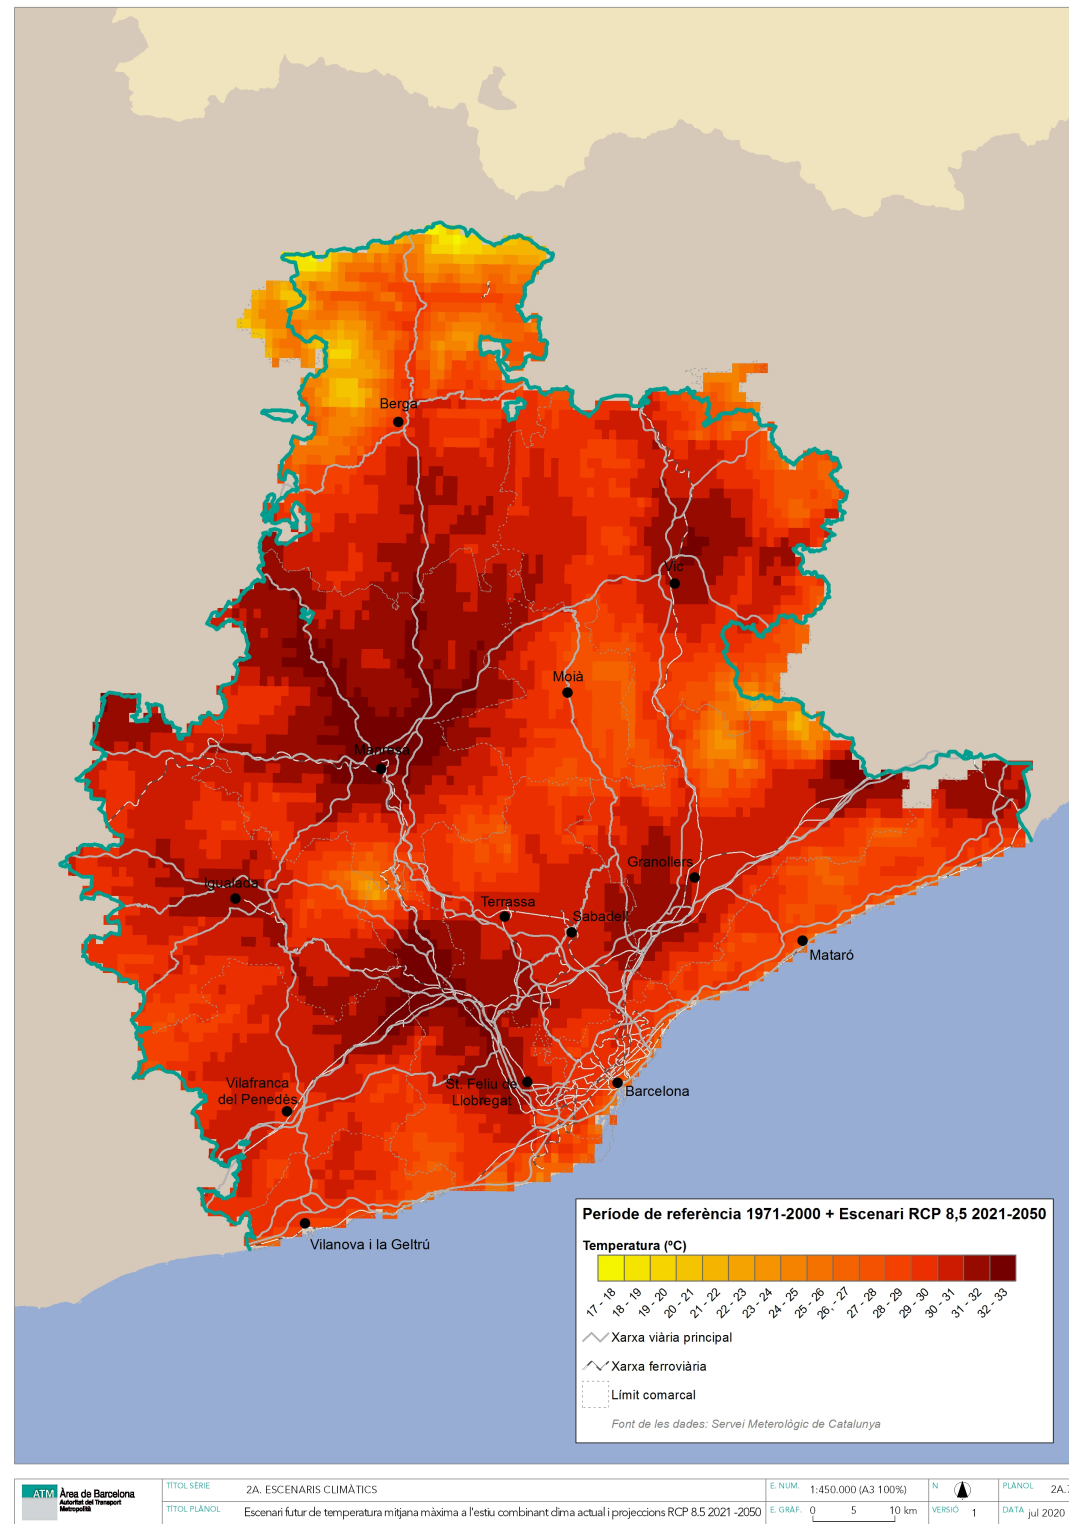 Berga
Vic
Moià
Manresa
Granollers
Igualada
Terrassa
Sabadell
Mataró
Vilafranca
del Penedès
St. Feliu de
Llobregat
Barcelona
Vilanova i la Geltrú
Període de referència 1971-2000 + Escenari RCP 8,5 2021-2050
Temperatura (ºC)
17 - 18
18 - 19
19 - 20
20 - 21
21 - 22
22 - 23
23 - 24
24 - 25
25 - 26
26, - 27
27 - 28
28 - 29
29 - 30
30 - 31
31 - 32
32 - 33
Xarxa viària principal
Xarxa ferroviària
Límit comarcal
Font de les dades: Servei Meterològic de Catalunya
ATM Àrea de Barcelona
Autoritat del Transport
Metropolità
TÍTOL SÈRIE 2A. ESCENARIS CLIMÀTICS
TÍTOL PLÀNOL Escenari futur de temperatura mitjana màxima a l'estiu combinant clima actual i projeccions RCP 8.5 2021 -2050
E. NUM. 1:450.000 (A3 100%)
E. GRÀF. 0 5 10 km
N
VERSIÓ 1
PLÀNOL 2A.7
DATA jul 2020